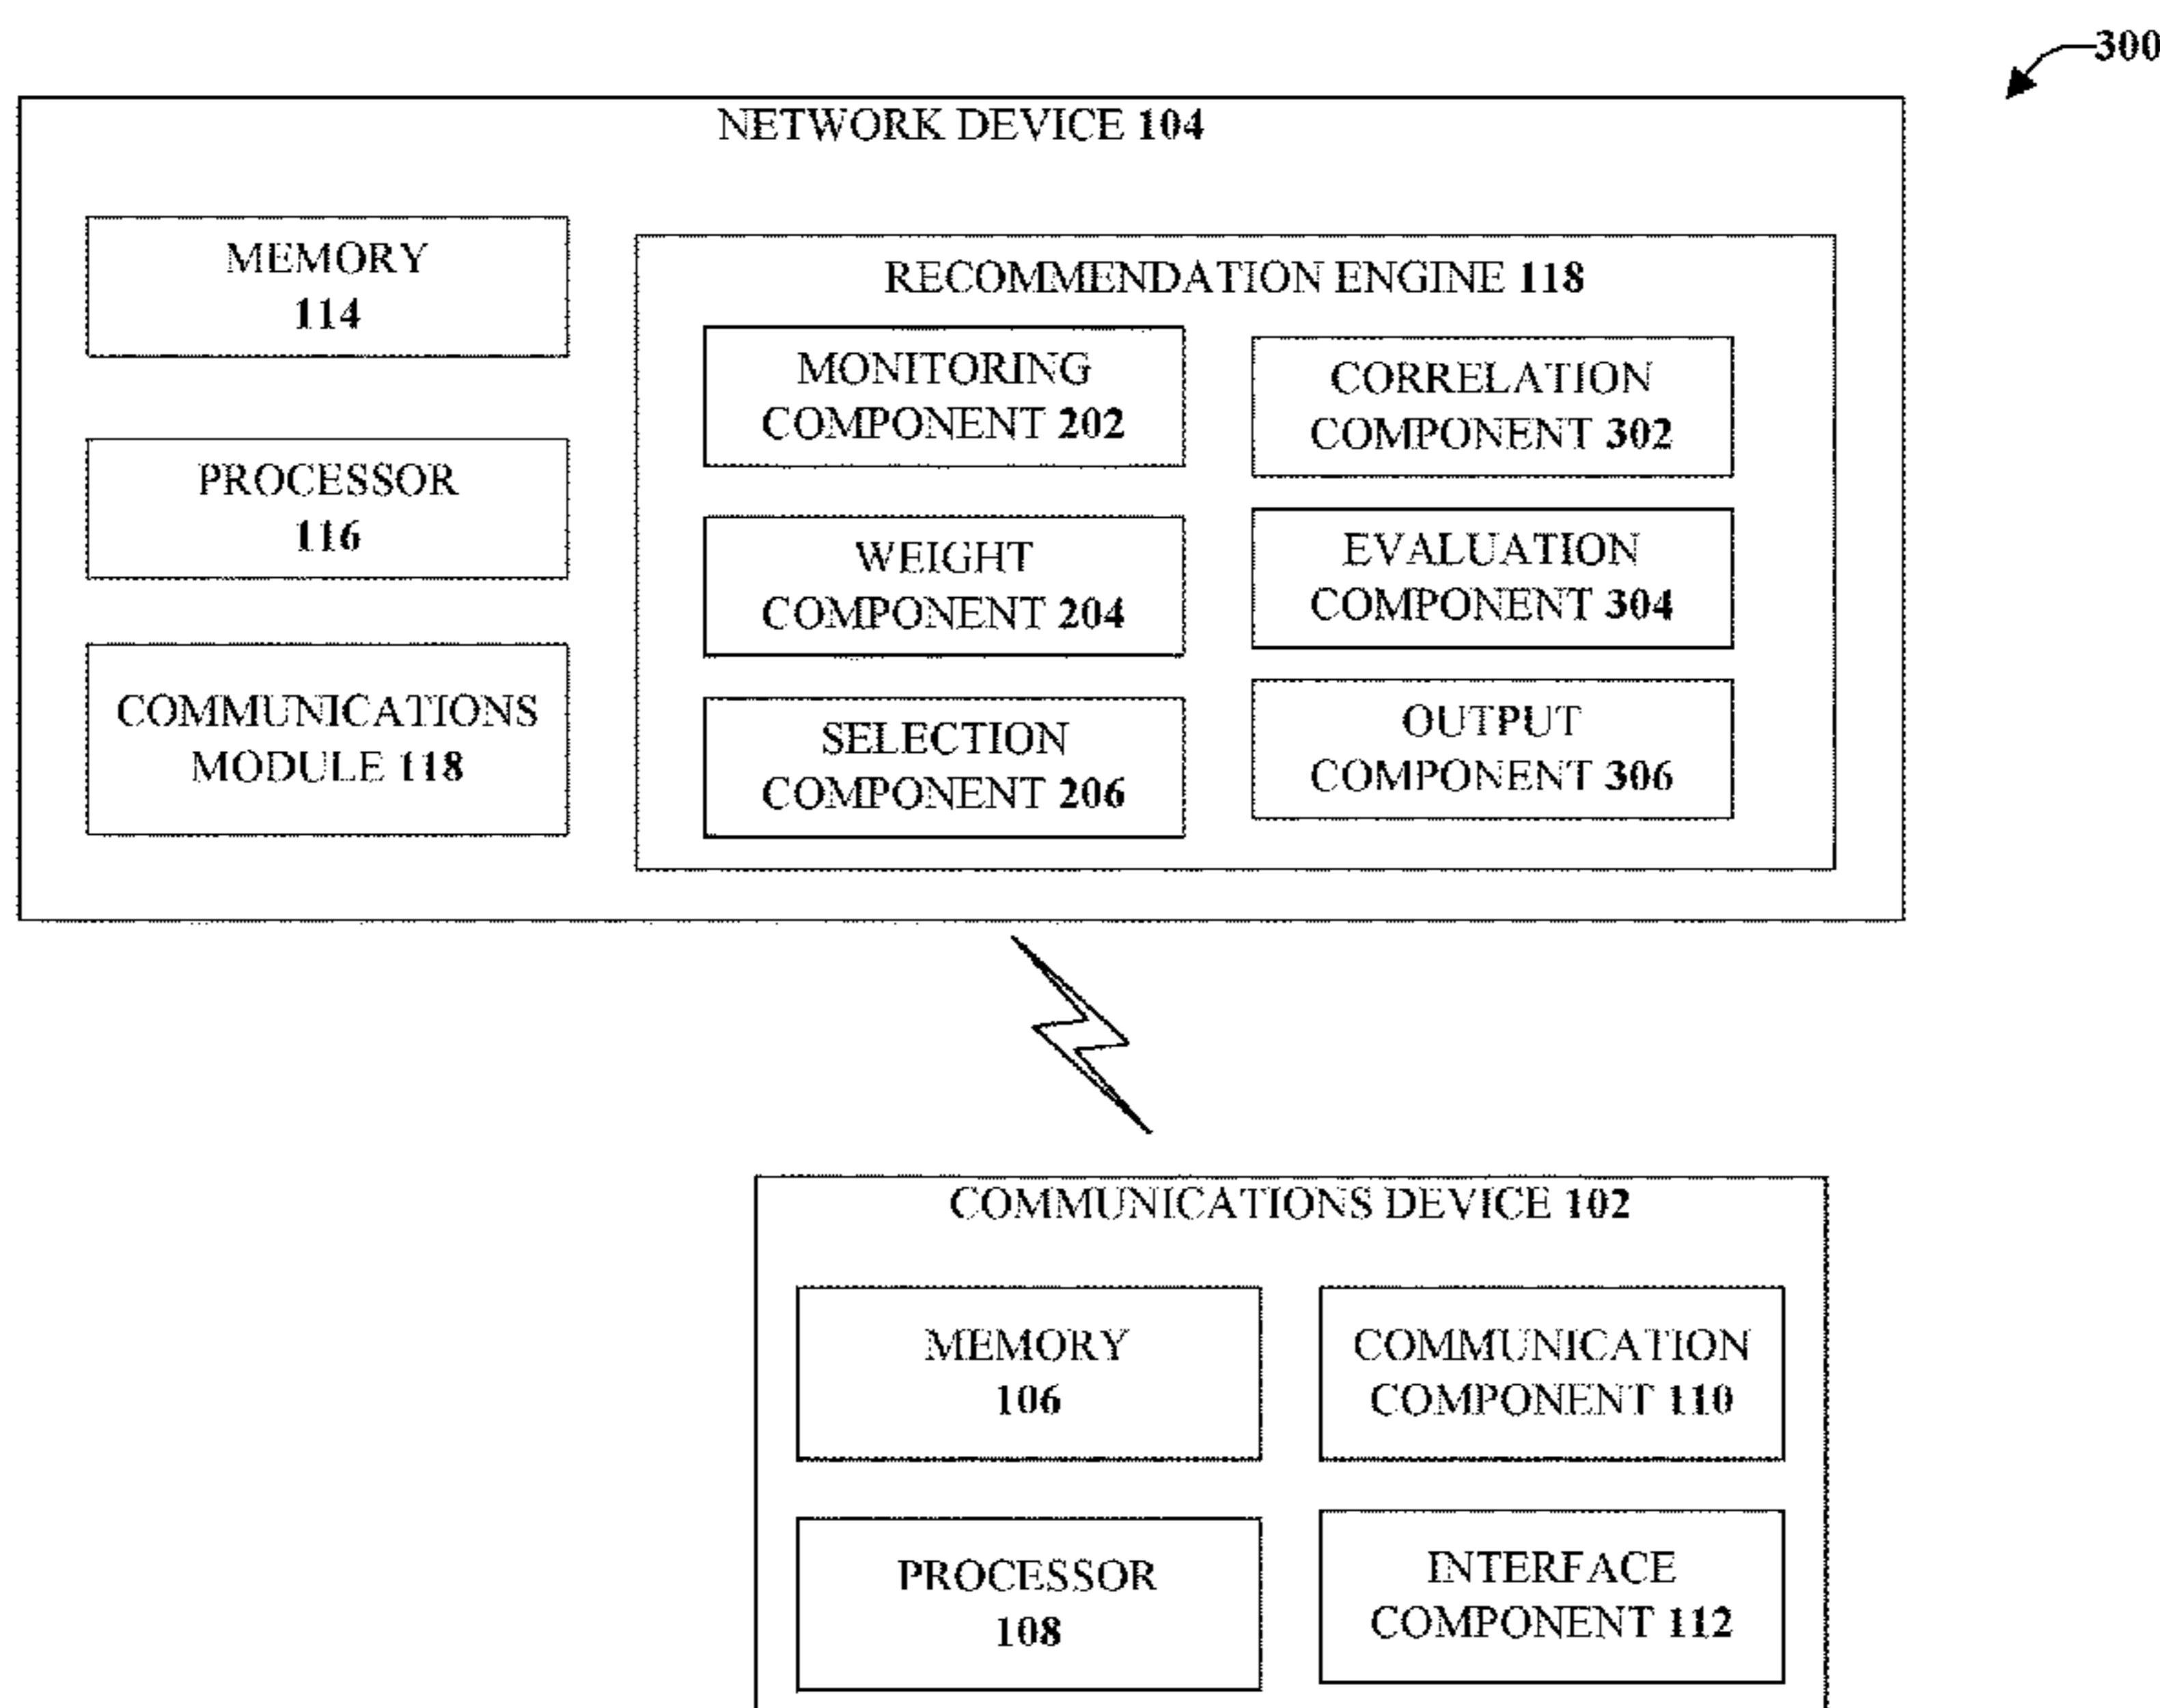 300
NETWORK DEVICE 104
MEMORY
114
PROCESSOR
116
COMMUNICATIONS
MODULE 118
RECOMMENDATION ENGINE 118
MONITORING
COMPONENT 202
WEIGHT
COMPONENT 204
SELECTION
COMPONENT 206
CORRELATION
COMPONENT 302
EVALUATION
COMPONENT 304
OUTPUT
COMPONENT 306
COMMUNICATIONS DEVICE 102
MEMORY
106
PROCESSOR
108
COMMUNICATION
COMPONENT 110
INTERFACE
COMPONENT 112